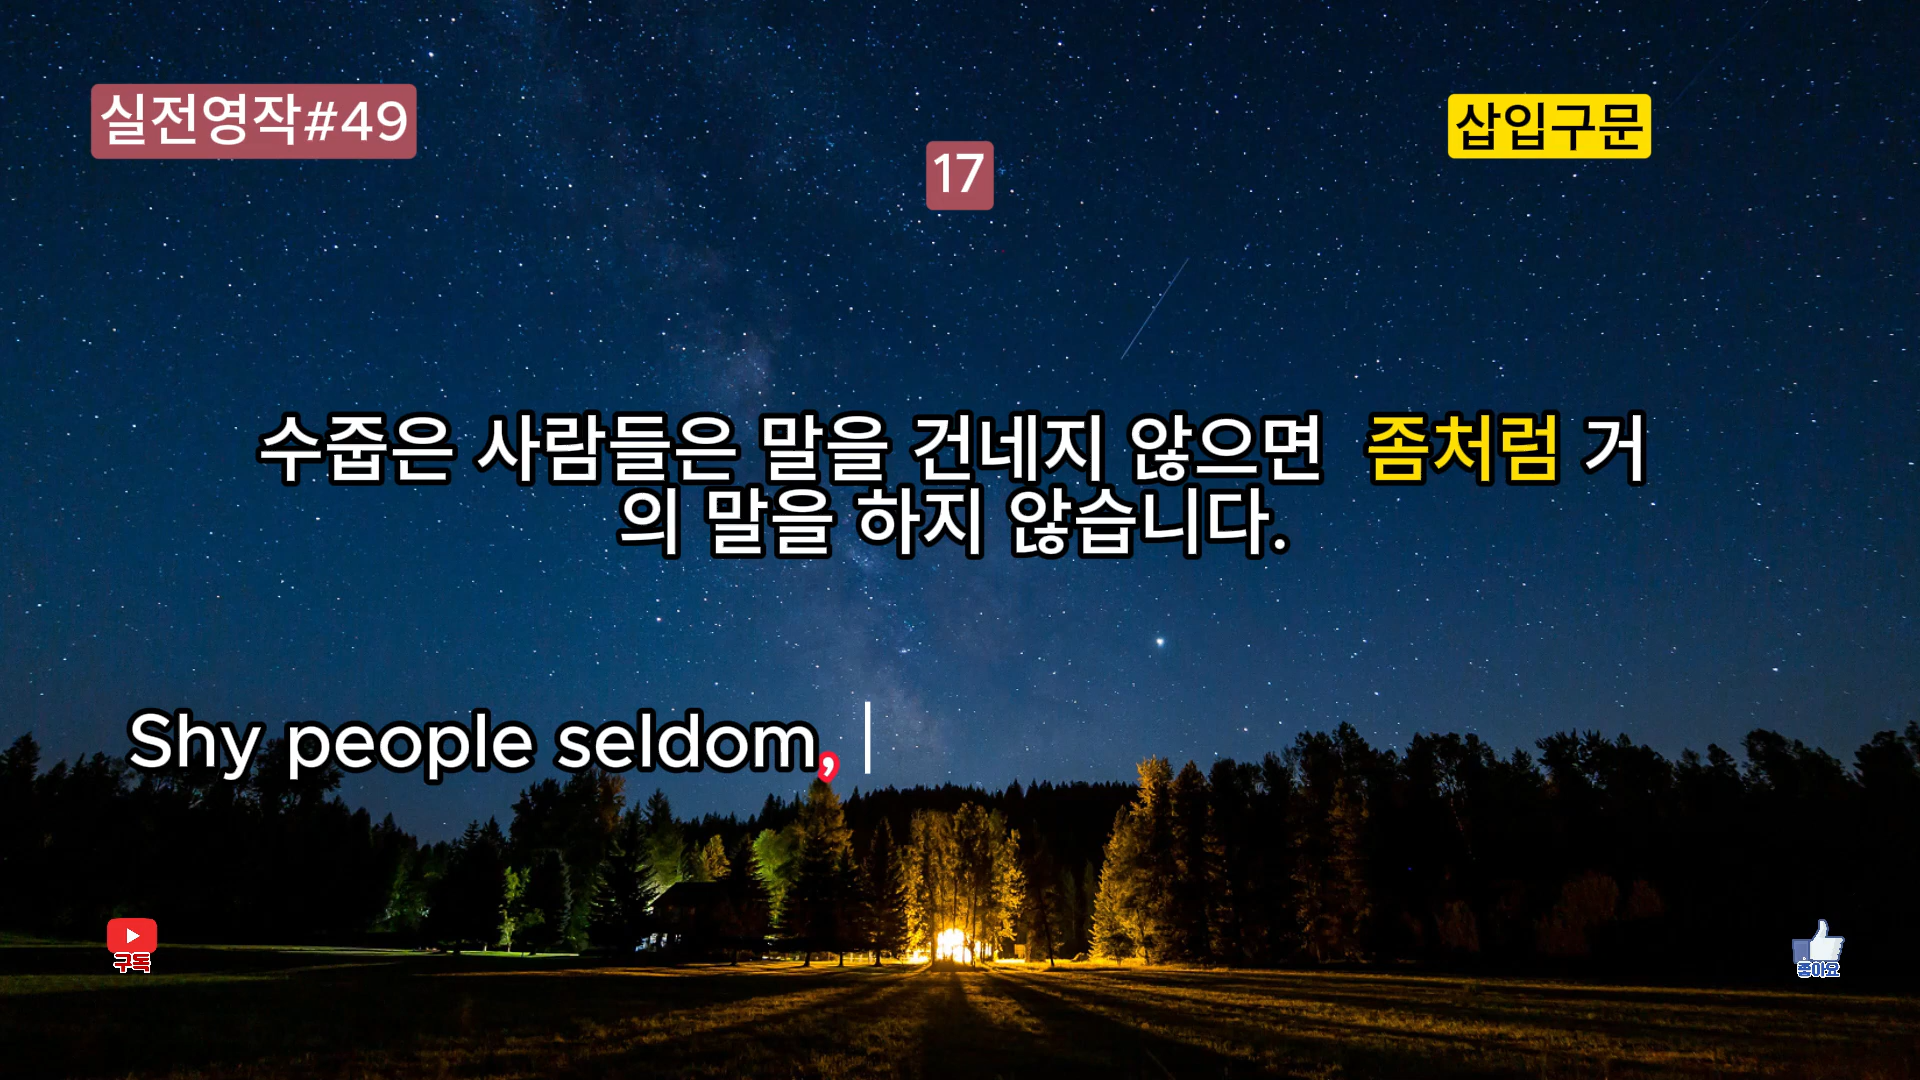 실전영작#49
삽입구문
17
수줍은 사람들은 말을 건네지 않으면 좀처럼 거
의 말을 하지 않습니다.
Shy people seldom,
구독
좋아요